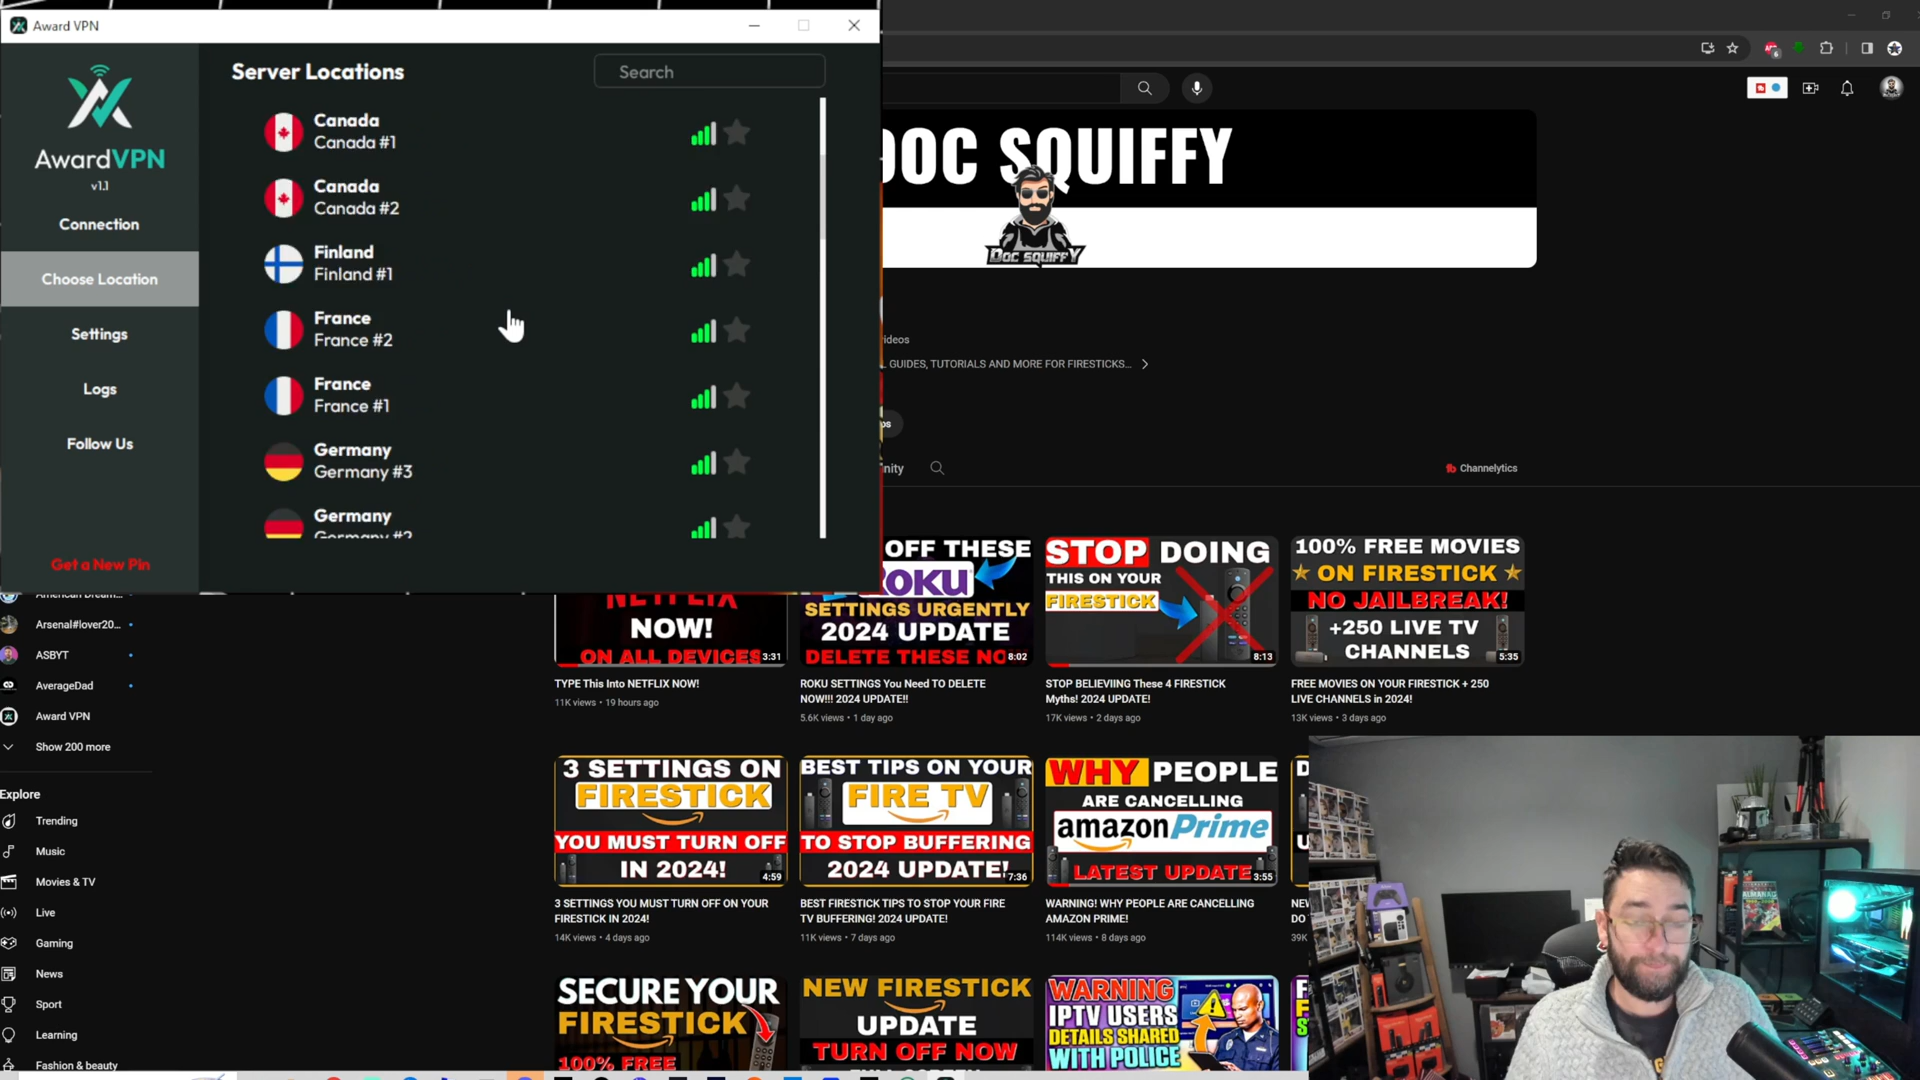 Award VPN
AwardVPN
v1.1
Connection
Choose Location
Settings
Logs
Follow Us
Get a New Pin
Server Locations
Search
Canada
Canada #1
Canada
Canada #2
Finland
Finland #1
France
France #2
France
France #1
Germany
Germany #3
Germany
Germany #2
DOC SQUIFFY
DOC SQUIFFY
GUIDES, TUTORIALS AND MORE FOR FIRESTICKS...
Channelytics
Arsenal#lover20...
ASBYT
AverageDad
Award VPN
Show 200 more
Explore
Trending
Music
Movies & TV
Live
Gaming
News
Sport
Learning
Fashion & beauty
NETFLIX
NOW!
ON ALL DEVICES
3:31
TYPE This Into NETFLIX NOW!
11K views • 19 hours ago
OFF THESE
ROKU
SETTINGS URGENTLY
2024 UPDATE
DELETE THESE NO
8:02
ROKU SETTINGS You Need TO DELETE
NOW!!! 2024 UPDATE!!
5.6K views • 1 day ago
STOP DOING
THIS ON YOUR
FIRESTICK
8:13
STOP BELIEVIING These 4 FIRESTICK
Myths! 2024 UPDATE!
17K views • 2 days ago
100% FREE MOVIES
ON FIRESTICK
NO JAILBREAK!
+250 LIVE TV
CHANNELS
5:35
FREE MOVIES ON YOUR FIRESTICK + 250
LIVE CHANNELS in 2024!
13K views • 3 days ago
3 SETTINGS ON
FIRESTICK
YOU MUST TURN OFF
IN 2024!
4:59
3 SETTINGS YOU MUST TURN OFF ON YOUR
FIRESTICK IN 2024!
14K views • 4 days ago
BEST TIPS ON YOUR
FIRE TV
TO STOP BUFFERING
2024 UPDATE!
7:36
BEST FIRESTICK TIPS TO STOP YOUR FIRE
TV BUFFERING! 2024 UPDATE!
11K views • 7 days ago
WHY PEOPLE
ARE CANCELLING
amazonPrime
LATEST UPDATE
3:55
WARNING! WHY PEOPLE ARE CANCELLING
AMAZON PRIME!
114K views • 8 days ago
39K
SECURE YOUR
FIRESTICK
100% FREE
NEW FIRESTICK
UPDATE
TURN OFF NOW
WARNING
IPTV USERS
DETAILS SHARED
WITH POLICE